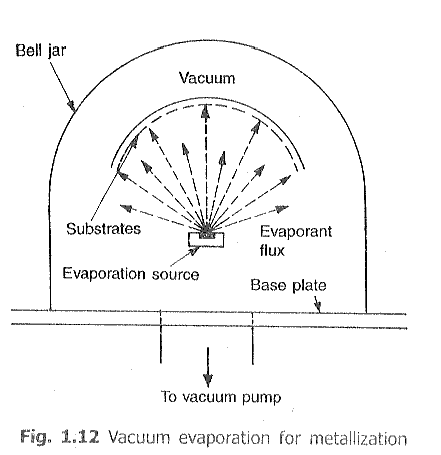 Bell jar
Vacuum
Substrates
Evaporant
flux
Evaporation source
Base plate
To vacuum pump
Fig. 1.12 Vacuum evaporation for metallization